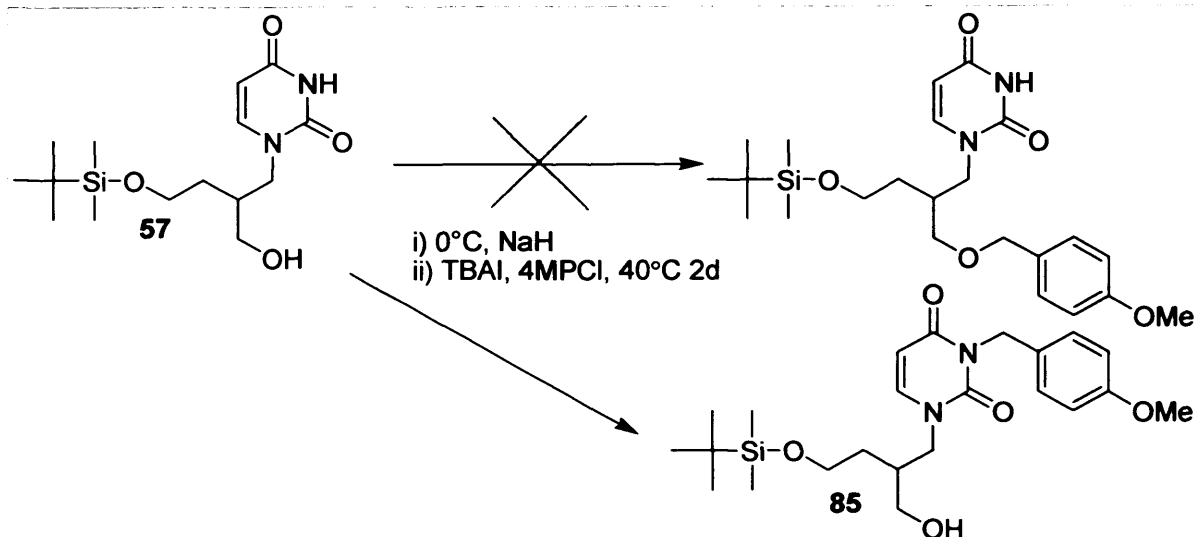 O
NH
N
O
Si
O
57
OH
i) 0°C, NaH
ii) TBAI, 4MPCl, 40°C 2d
O
NH
N
O
Si
O
O
OMe
O
N
OMe
N
O
Si
O
85
OH